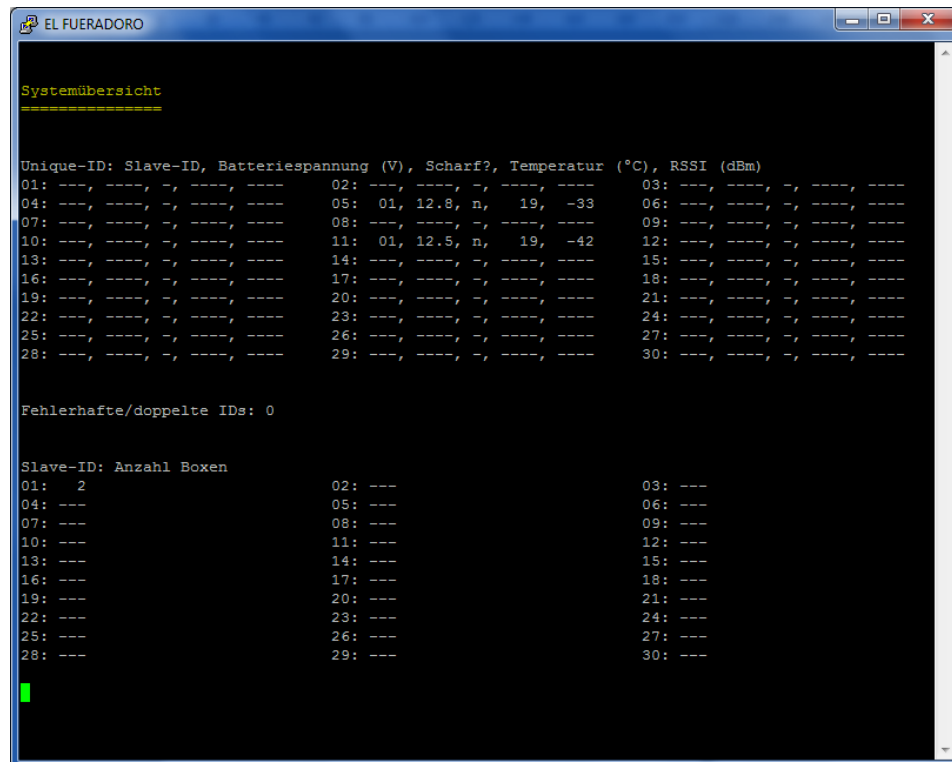 EL FUERADORO
Systemübersicht
===============
Unique-ID: Slave-ID, Batteriespannung (V), Scharf?, Temperatur (°C), RSSI (dBm)
01: ---, ----, -, ----, ---- 02: ---, ----, -, ----, ---- 03: ---, ----, -, ----, ----
04: ---, ----, -, ----, ---- 05: 01, 12.8, n, 19, -33 06: ---, ----, -, ----, ----
07: ---, ----, -, ----, ---- 08: ---, ----, -, ----, ---- 09: ---, ----, -, ----, ----
10: ---, ----, -, ----, ---- 11: 01, 12.5, n, 19, -42 12: ---, ----, -, ----, ----
13: ---, ----, -, ----, ---- 14: ---, ----, -, ----, ---- 15: ---, ----, -, ----, ----
16: ---, ----, -, ----, ---- 17: ---, ----, -, ----, ---- 18: ---, ----, -, ----, ----
19: ---, ----, -, ----, ---- 20: ---, ----, -, ----, ---- 21: ---, ----, -, ----, ----
22: ---, ----, -, ----, ---- 23: ---, ----, -, ----, ---- 24: ---, ----, -, ----, ----
25: ---, ----, -, ----, ---- 26: ---, ----, -, ----, ---- 27: ---, ----, -, ----, ----
28: ---, ----, -, ----, ---- 29: ---, ----, -, ----, ---- 30: ---, ----, -, ----, ----
Fehlerhafte/doppelte IDs: 0
Slave-ID: Anzahl Boxen
01: 2 02: --- 03: ---
04: --- 05: --- 06: ---
07: --- 08: --- 09: ---
10: --- 11: --- 12: ---
13: --- 14: --- 15: ---
16: --- 17: --- 18: ---
19: --- 20: --- 21: ---
22: --- 23: --- 24: ---
25: --- 26: --- 27: ---
28: --- 29: --- 30: ---